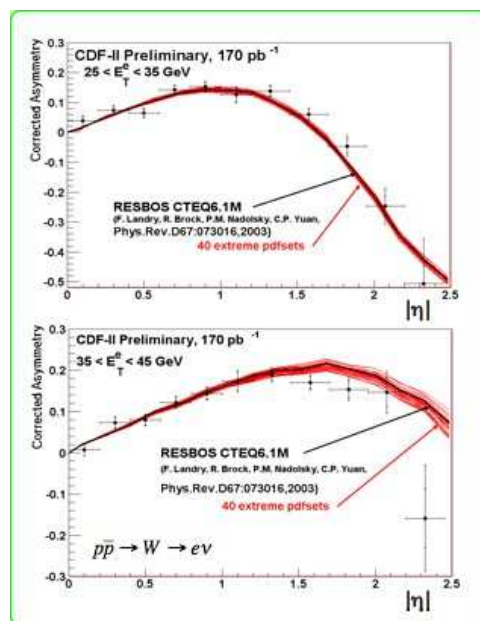 CDF-II Preliminary, 170 pb⁻¹
25 < E_T^e < 35 GeV
Corrected Asymmetry
0.3
0.2
0.1
0
-0.1
-0.2
-0.3
-0.4
-0.5
RESBOS CTEQ6.1M
(F. Landry, R. Brock, P.M. Nadolsky, C.P. Yuan,
Phys.Rev.D67:073016,2003)
40 extreme pdfsets
0 0.5 1 1.5 2 2.5
|η|
CDF-II Preliminary, 170 pb⁻¹
35 < E_T^e < 45 GeV
Corrected Asymmetry
0.3
0.2
0.1
0
-0.1
-0.2
-0.3
RESBOS CTEQ6.1M
(F. Landry, R. Brock, P.M. Nadolsky, C.P. Yuan,
Phys.Rev.D67:073016,2003)
40 extreme pdfsets
pp̄ → W → eν
0 0.5 1 1.5 2 2.5
|η|